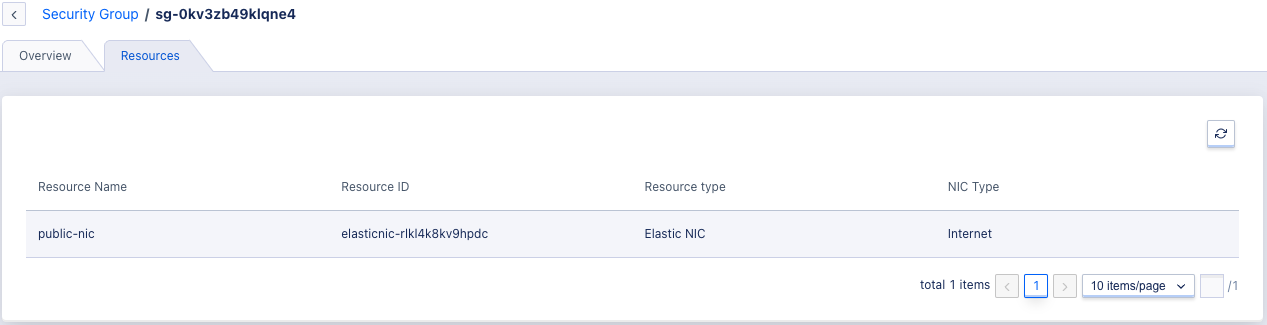 Security Group / sg-0kv3zb49klqne4
Overview Resources
Resource Name Resource ID Resource type NIC Type
public-nic elasticnic-rlkl4k8kv9hpdc Elastic NIC Internet
total 1 items 1 10 items/page /1